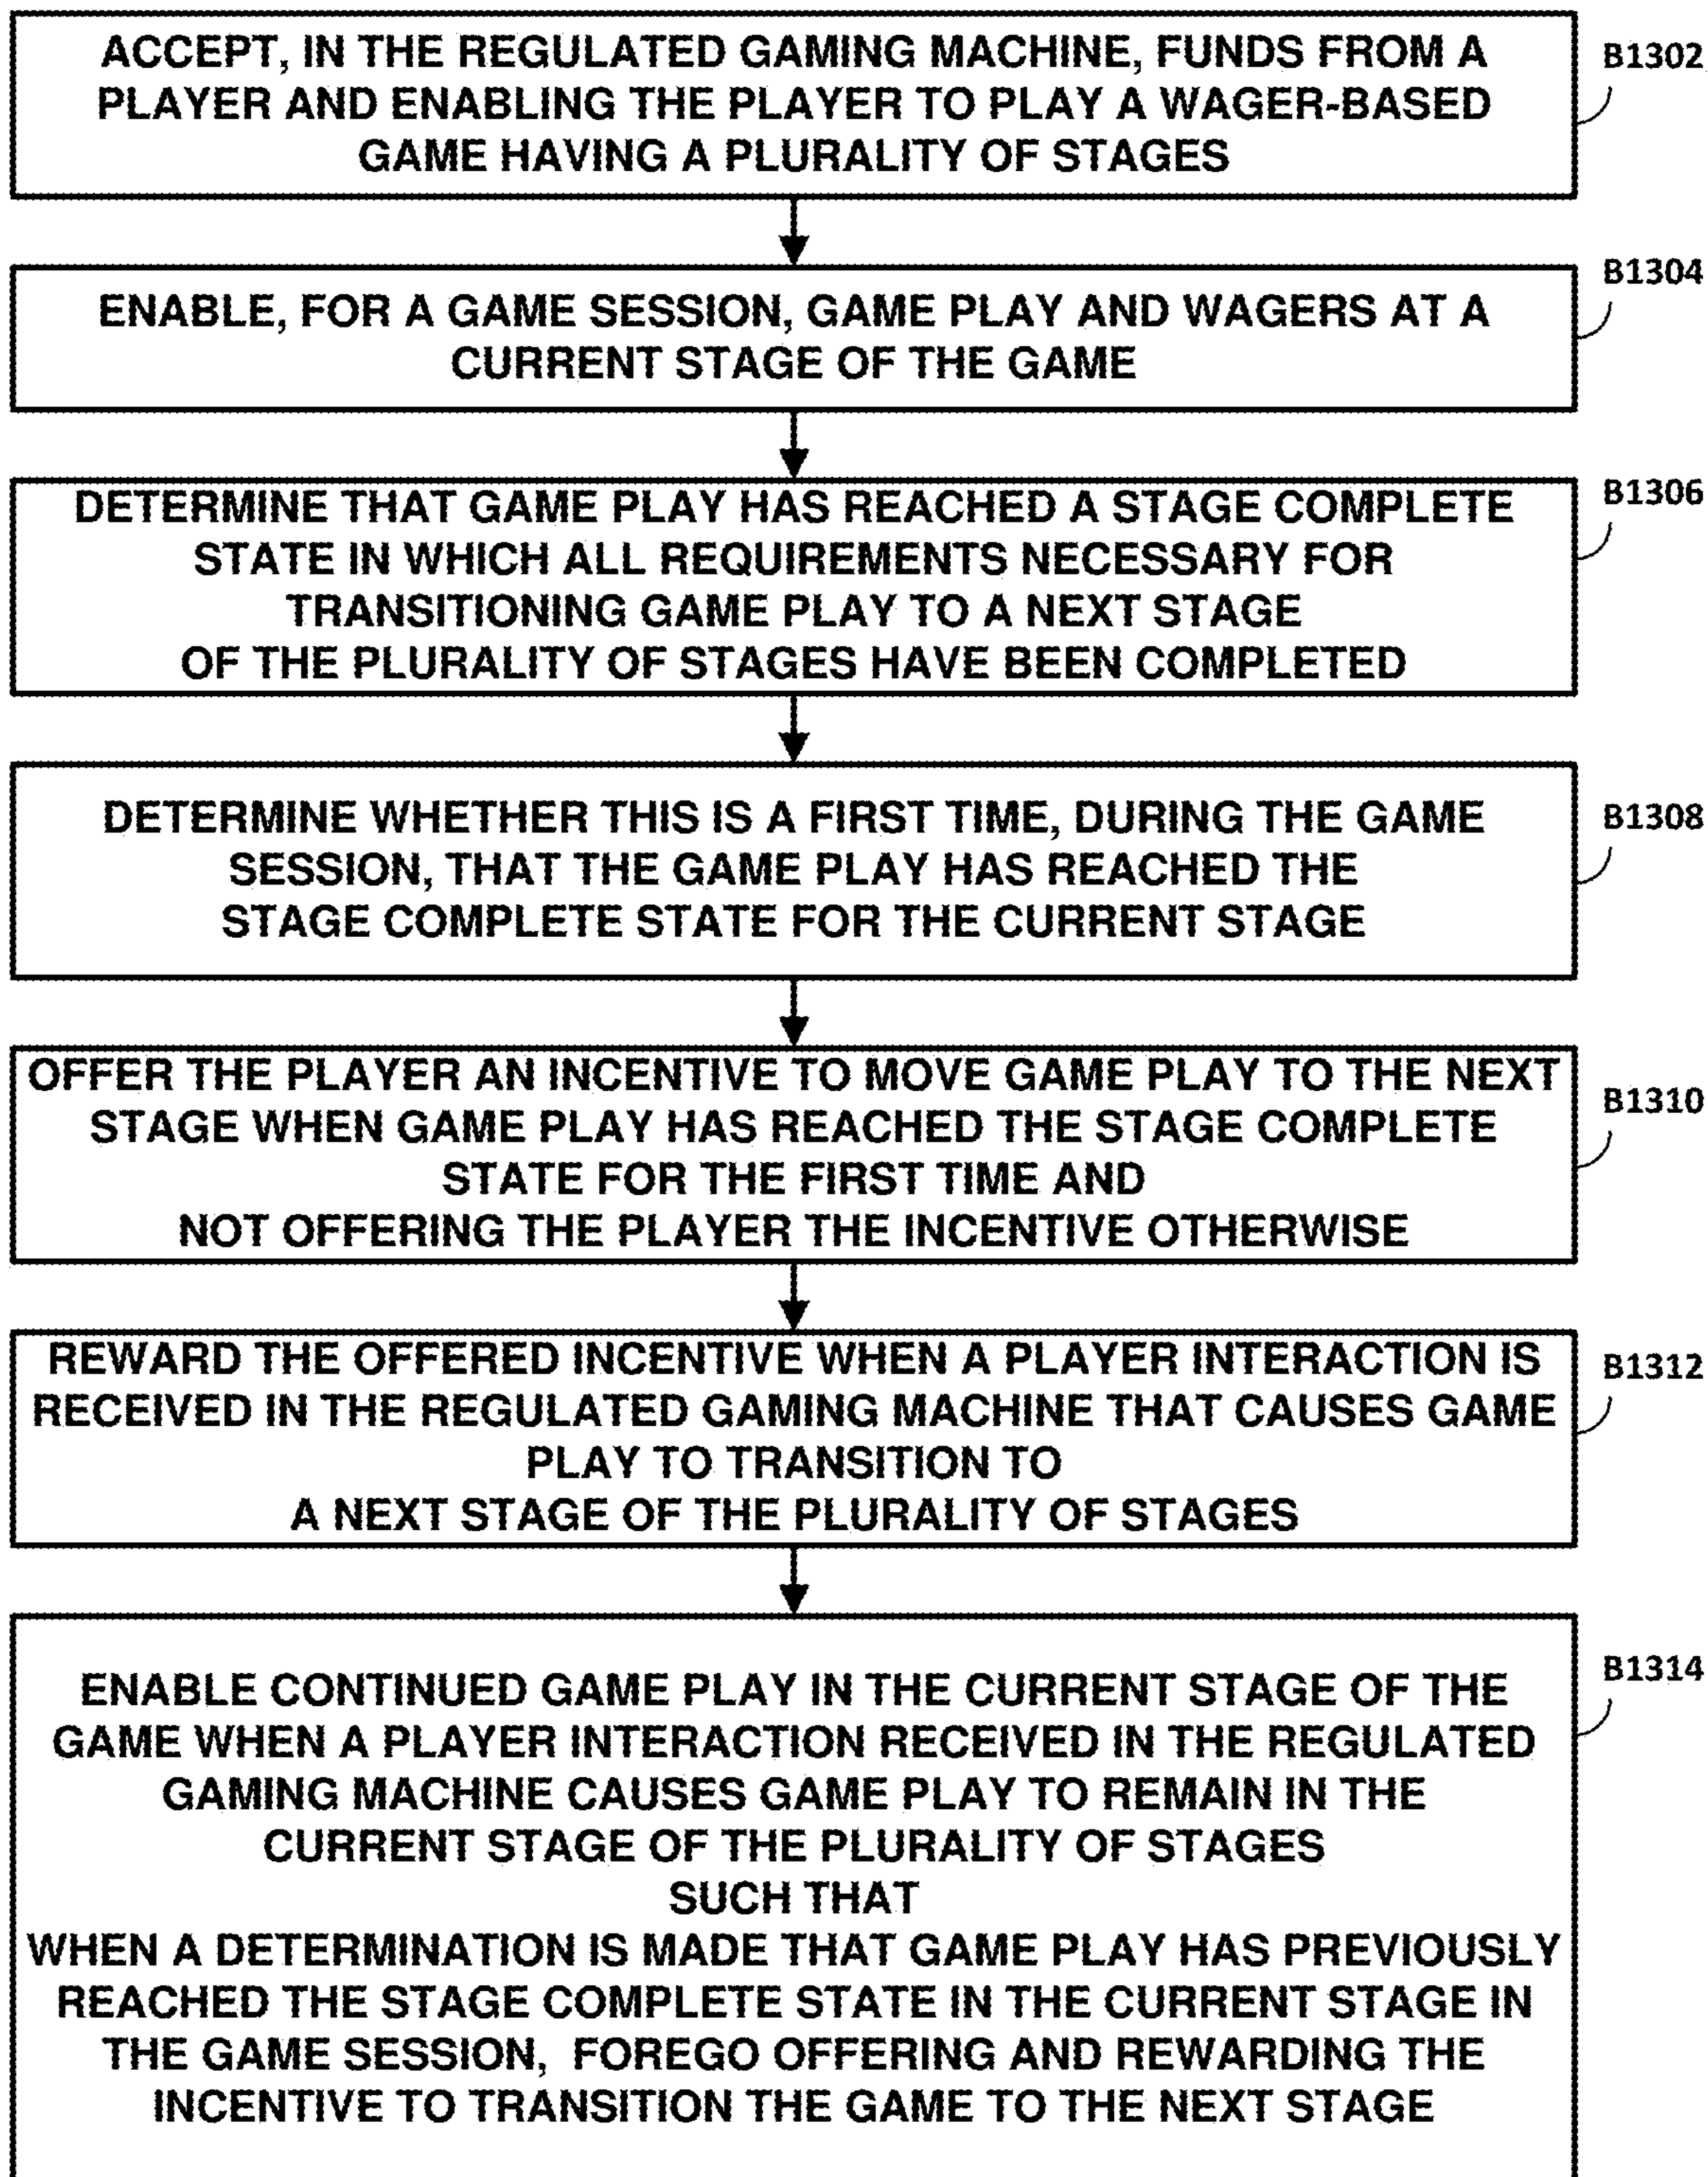 ACCEPT, IN THE REGULATED GAMING MACHINE, FUNDS FROM A
PLAYER AND ENABLING THE PLAYER TO PLAY A WAGER-BASED
GAME HAVING A PLURALITY OF STAGES
B1302
ENABLE, FOR A GAME SESSION, GAME PLAY AND WAGERS AT A
CURRENT STAGE OF THE GAME
B1304
DETERMINE THAT GAME PLAY HAS REACHED A STAGE COMPLETE
STATE IN WHICH ALL REQUIREMENTS NECESSARY FOR
TRANSITIONING GAME PLAY TO A NEXT STAGE
OF THE PLURALITY OF STAGES HAVE BEEN COMPLETED
B1306
DETERMINE WHETHER THIS IS A FIRST TIME, DURING THE GAME
SESSION, THAT THE GAME PLAY HAS REACHED THE
STAGE COMPLETE STATE FOR THE CURRENT STAGE
B1308
OFFER THE PLAYER AN INCENTIVE TO MOVE GAME PLAY TO THE NEXT
STAGE WHEN GAME PLAY HAS REACHED THE STAGE COMPLETE
STATE FOR THE FIRST TIME AND
NOT OFFERING THE PLAYER THE INCENTIVE OTHERWISE
B1310
REWARD THE OFFERED INCENTIVE WHEN A PLAYER INTERACTION IS
RECEIVED IN THE REGULATED GAMING MACHINE THAT CAUSES GAME
PLAY TO TRANSITION TO
A NEXT STAGE OF THE PLURALITY OF STAGES
B1312
ENABLE CONTINUED GAME PLAY IN THE CURRENT STAGE OF THE
GAME WHEN A PLAYER INTERACTION RECEIVED IN THE REGULATED
GAMING MACHINE CAUSES GAME PLAY TO REMAIN IN THE
CURRENT STAGE OF THE PLURALITY OF STAGES
SUCH THAT
WHEN A DETERMINATION IS MADE THAT GAME PLAY HAS PREVIOUSLY
REACHED THE STAGE COMPLETE STATE IN THE CURRENT STAGE IN
THE GAME SESSION, FOREGO OFFERING AND REWARDING THE
INCENTIVE TO TRANSITION THE GAME TO THE NEXT STAGE
B1314